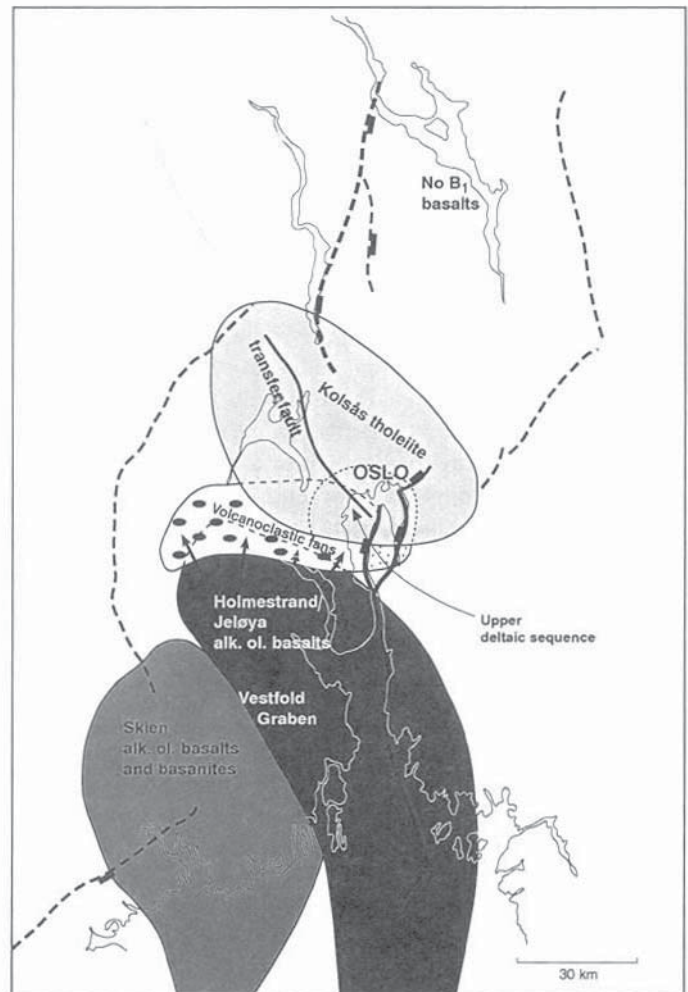 No B1
basalts
transfer fault
Kolsås tholeiite
OSLO
Volcanoclastic fans
Holmestrand/
Jeløya
alk. ol. basalts
Upper
deltaic sequence
Vestfold
Graben
Skien
alk. ol. basalts
and basanites
30 km